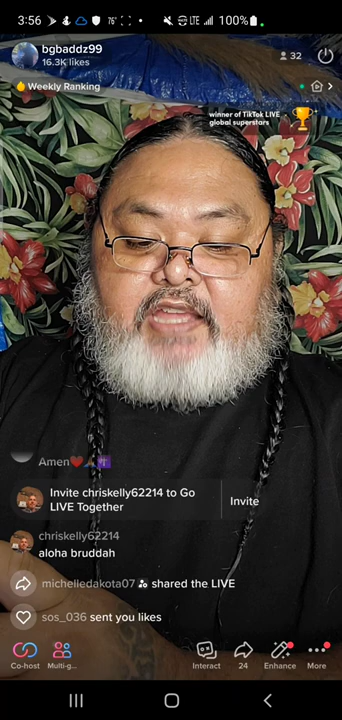 3:56
76°
LTE
100%
bgbaddz99
16.3K likes
32
Weekly Ranking
winner of TikTok LIVE
global superstars
Amen❤️🙏🏽
Invite chriskelly62214 to Go
LIVE Together
Invite
chriskelly62214
aloha bruddah
michelledakota07 shared the LIVE
sos_036 sent you likes
Co-host
Multi-g...
Interact
24
Enhance
More